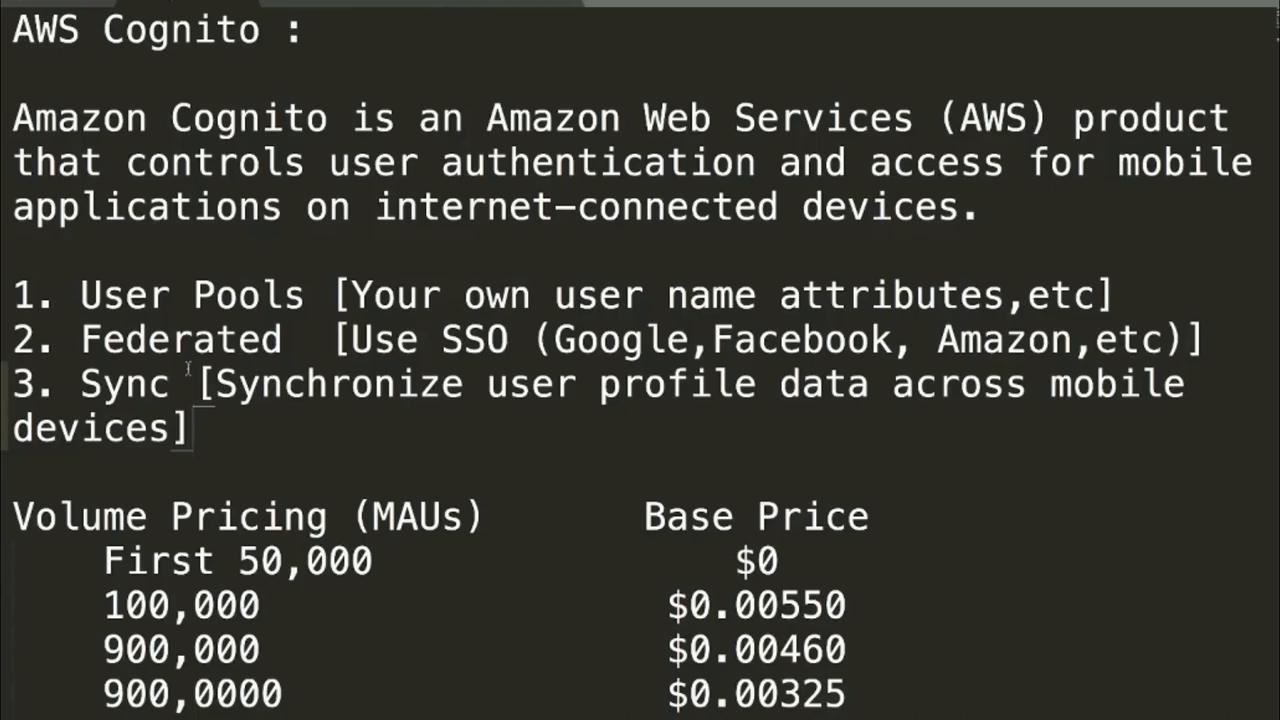 AWS Cognito :
Amazon Cognito is an Amazon Web Services (AWS) product
that controls user authentication and access for mobile
applications on internet-connected devices.
1. User Pools [Your own user name attributes,etc]
2. Federated  [Use SSO (Google,Facebook, Amazon,etc)]
3. Sync [Synchronize user profile data across mobile
devices]
Volume Pricing (MAUs) Base Price
First 50,000 $0
100,000 $0.00550
900,000 $0.00460
900,0000 $0.00325